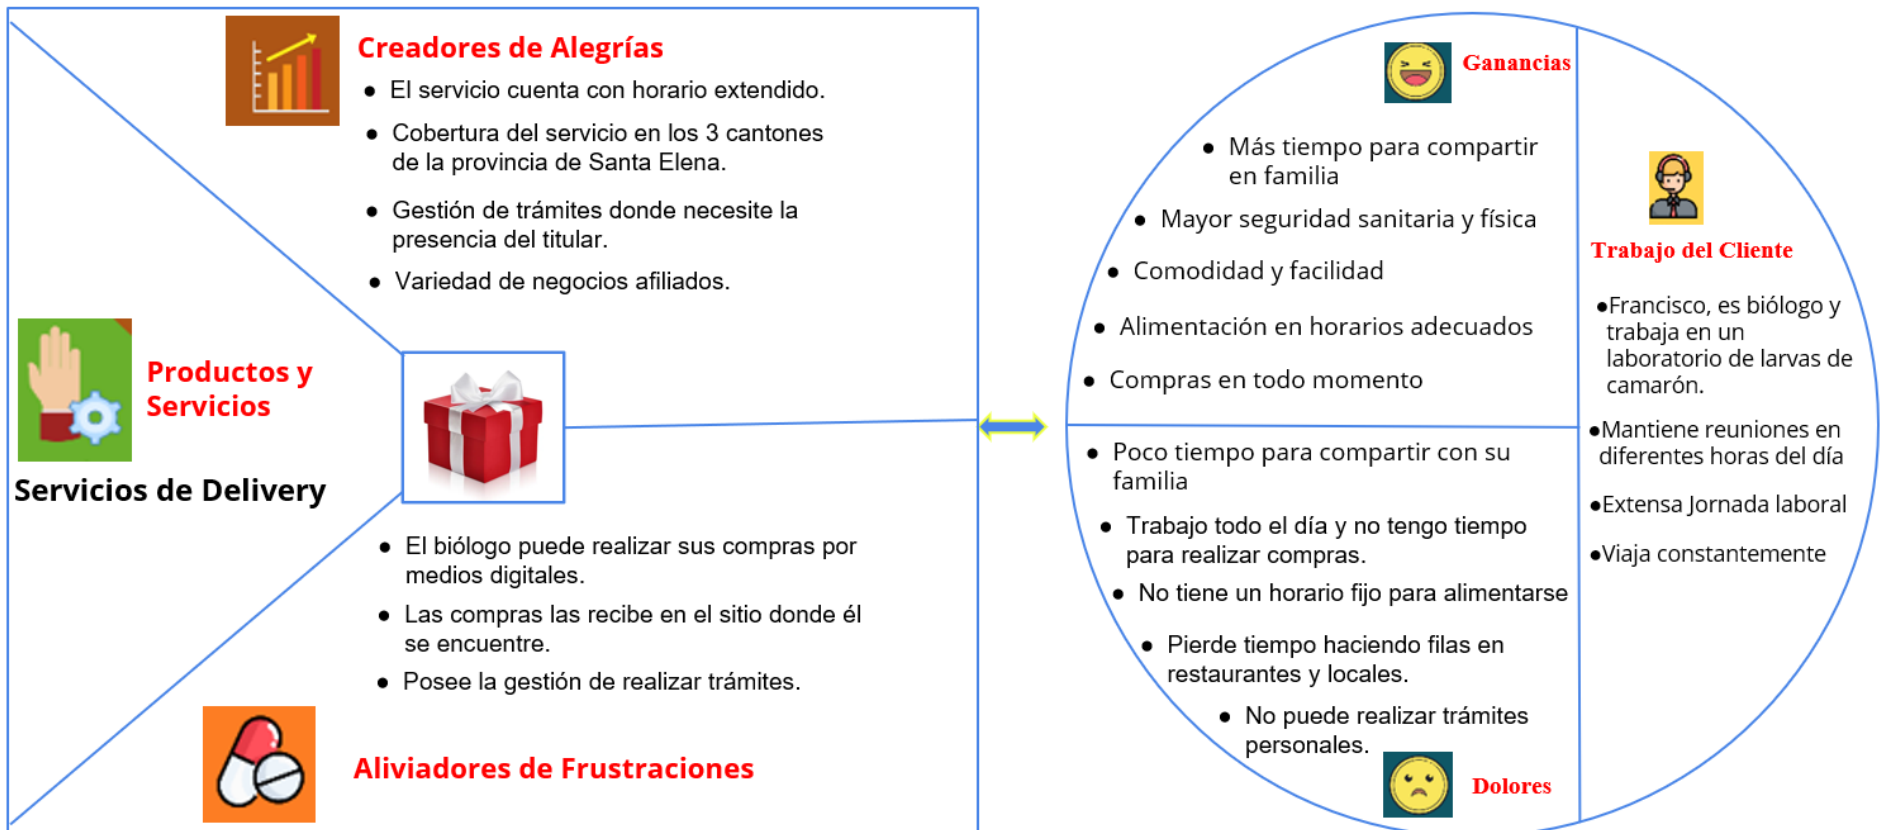 Creadores de Alegrías
● El servicio cuenta con horario extendido.
● Cobertura del servicio en los 3 cantones
de la provincia de Santa Elena.
● Gestión de trámites donde necesite la
presencia del titular.
● Variedad de negocios afiliados.
Productos y
Servicios
Servicios de Delivery
● El biólogo puede realizar sus compras por
medios digitales.
● Las compras las recibe en el sitio donde él
se encuentre.
● Posee la gestión de realizar trámites.
Aliviadores de Frustraciones
Ganancias
● Más tiempo para compartir
en familia
● Mayor seguridad sanitaria y física
● Comodidad y facilidad
● Alimentación en horarios adecuados
● Compras en todo momento
● Poco tiempo para compartir con su
familia
● Trabajo todo el día y no tengo tiempo
para realizar compras.
● No tiene un horario fijo para alimentarse
● Pierde tiempo haciendo filas en
restaurantes y locales.
● No puede realizar trámites
personales.
Dolores
Trabajo del Cliente
●Francisco, es biólogo y
trabaja en un
laboratorio de larvas de
camarón.
●Mantiene reuniones en
diferentes horas del día
●Extensa Jornada laboral
●Viaja constantemente